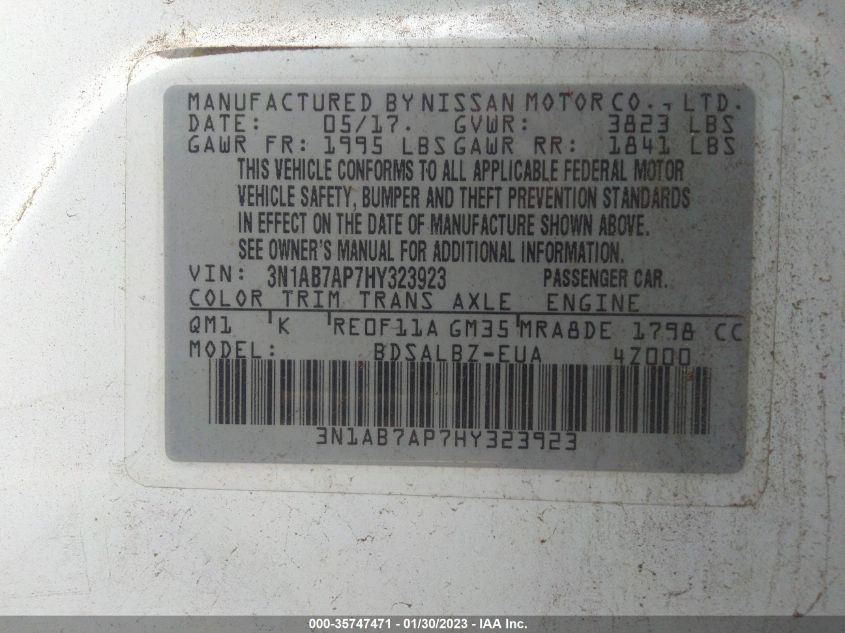 MANUFACTURED BY NISSAN MOTOR CO., LTD.
DATE: 05/17. GVWR: 3823 LBS
GAWR FR: 1995 LBS GAWR RR: 1841 LBS
THIS VEHICLE CONFORMS TO ALL APPLICABLE FEDERAL MOTOR
VEHICLE SAFETY, BUMPER AND THEFT PREVENTION STANDARDS
IN EFFECT ON THE DATE OF MANUFACTURE SHOWN ABOVE.
SEE OWNER'S MANUAL FOR ADDITIONAL INFORMATION.
VIN: 3N1AB7AP7HY323923 PASSENGER CAR.
COLOR TRIM TRANS AXLE ENGINE
QM1 K RE0F11A GM35 MRA8DE 1798 CC
MODEL: BDSALBZ-EUA 4Z000
3N1AB7AP7HY323923
000-35747471 - 01/30/2023 - IAA Inc.